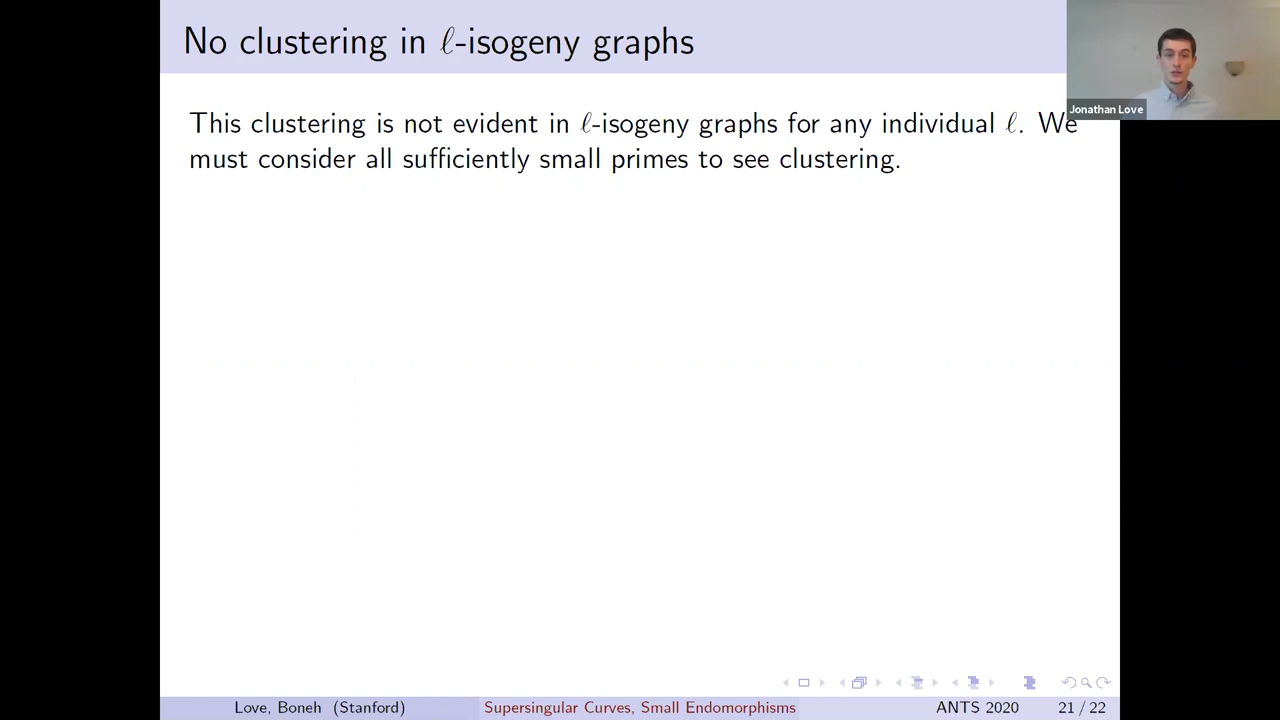 No clustering in ℓ-isogeny graphs
Jonathan Love
This clustering is not evident in ℓ-isogeny graphs for any individual ℓ. We
must consider all sufficiently small primes to see clustering.
Love, Boneh (Stanford) Supersingular Curves, Small Endomorphisms ANTS 2020 21 / 22